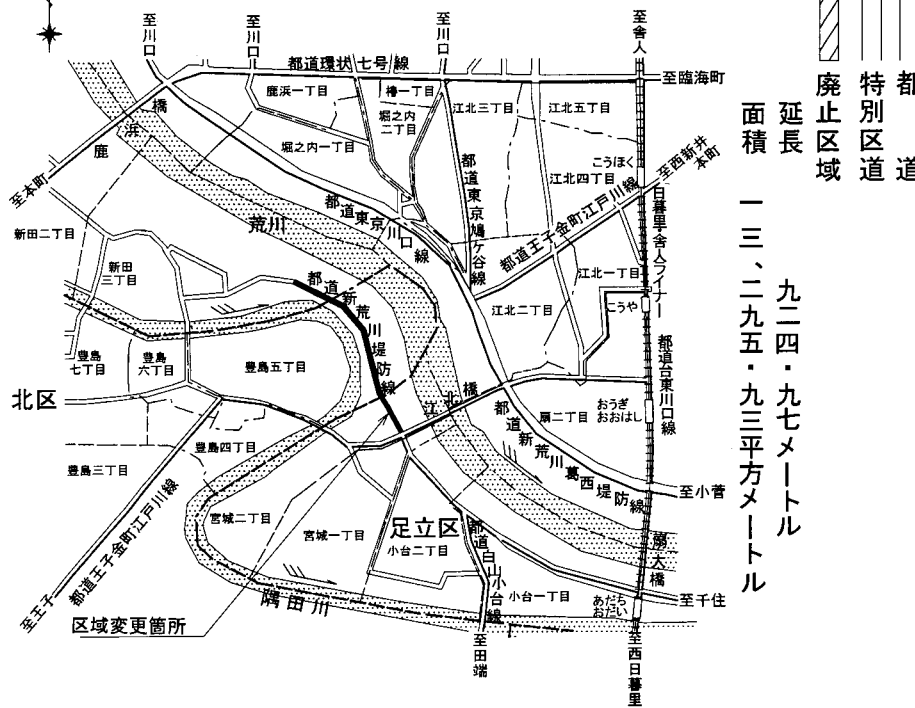 都道
特別区道
廃止区域
延長 九二四・九七メートル
面積 一三、二九五・九三平方メートル
至川口
至川口
至川口
至舎人
都道環状七号線
至臨海町
鹿浜一丁目
椿一丁目
江北三丁目
江北五丁目
堀之内二丁目
堀之内一丁目
鹿浜橋
こうほく
江北四丁目
至西新井本町
至本町
都道東京鳩ケ谷線
都道王子金町江戸川線
日暮里・舎人ライナー
新田二丁目
荒川
都道東京川口線
新田三丁目
江北一丁目
江北二丁目
こうや
都道新荒川堤防線
豊島七丁目
豊島六丁目
豊島五丁目
都道台東川口線
北区
江北橋
扇二丁目
おうぎおおはし
都道新荒川葛西堤防線
豊島四丁目
豊島三丁目
至小菅
都道王子金町江戸川線
宮城二丁目
宮城一丁目
足立区
小台二丁目
都道白山小台線
扇大橋
小台一丁目
あだちおだい
至千住
至王子
隅田川
区域変更箇所
至田端
至西日暮里